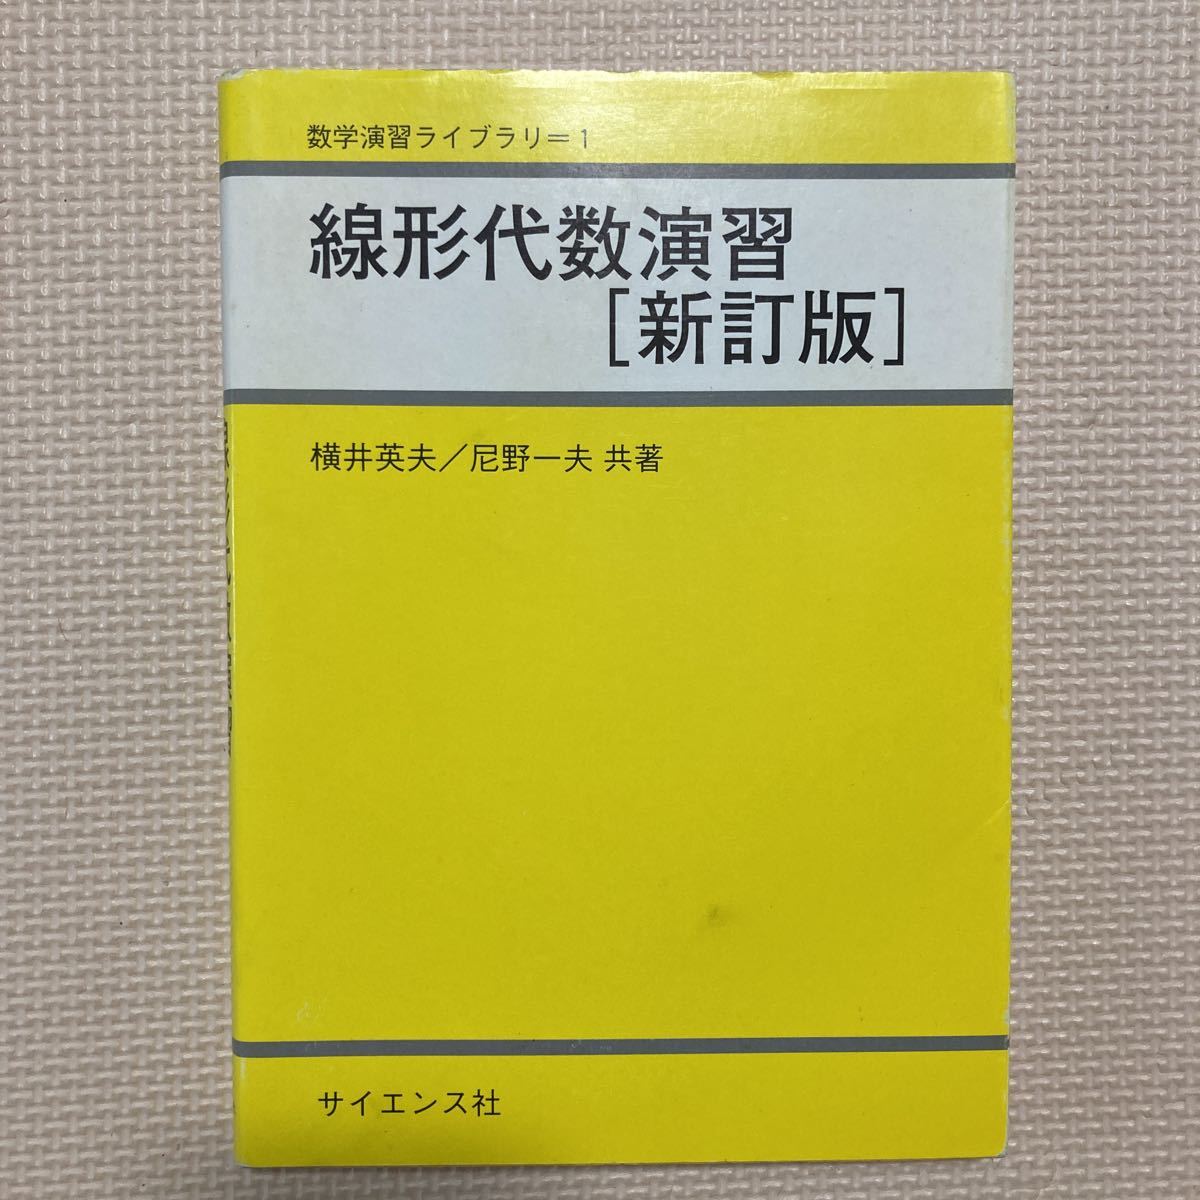 数学演習ライブラリ=1
線形代数演習
[新訂版]
横井英夫／尼野一夫 共著
サイエンス社